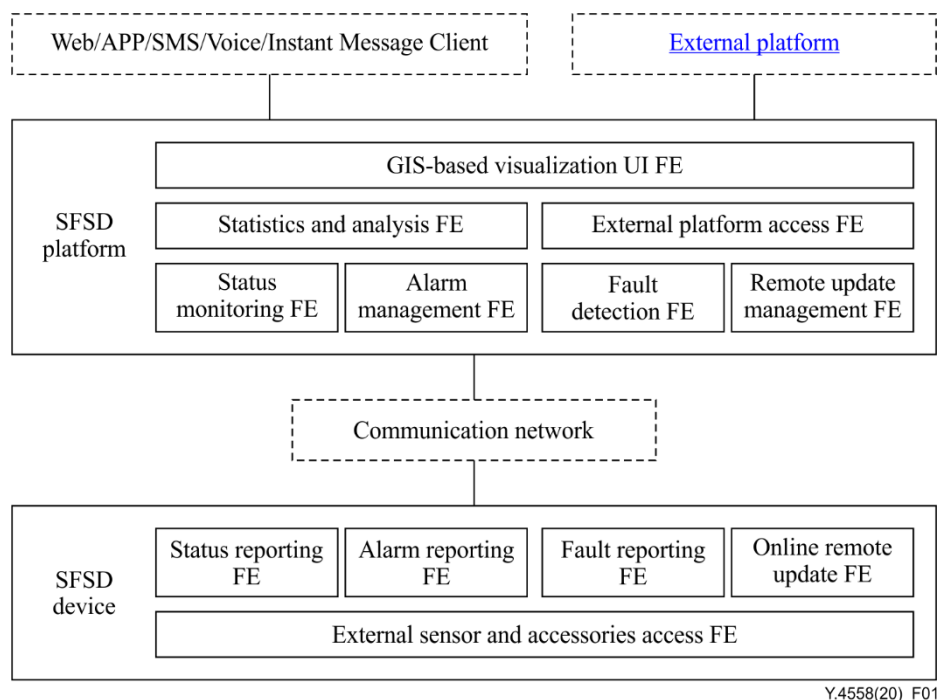 Web/APP/SMS/Voice/Instant Message Client
External platform
GIS-based visualization UI FE
SFSD
platform
Statistics and analysis FE
External platform access FE
Status
monitoring FE
Alarm
management FE
Fault
detection FE
Remote update
management FE
Communication network
SFSD
device
Status reporting
FE
Alarm reporting
FE
Fault reporting
FE
Online remote
update FE
External sensor and accessories access FE
Y.4558(20)_F01